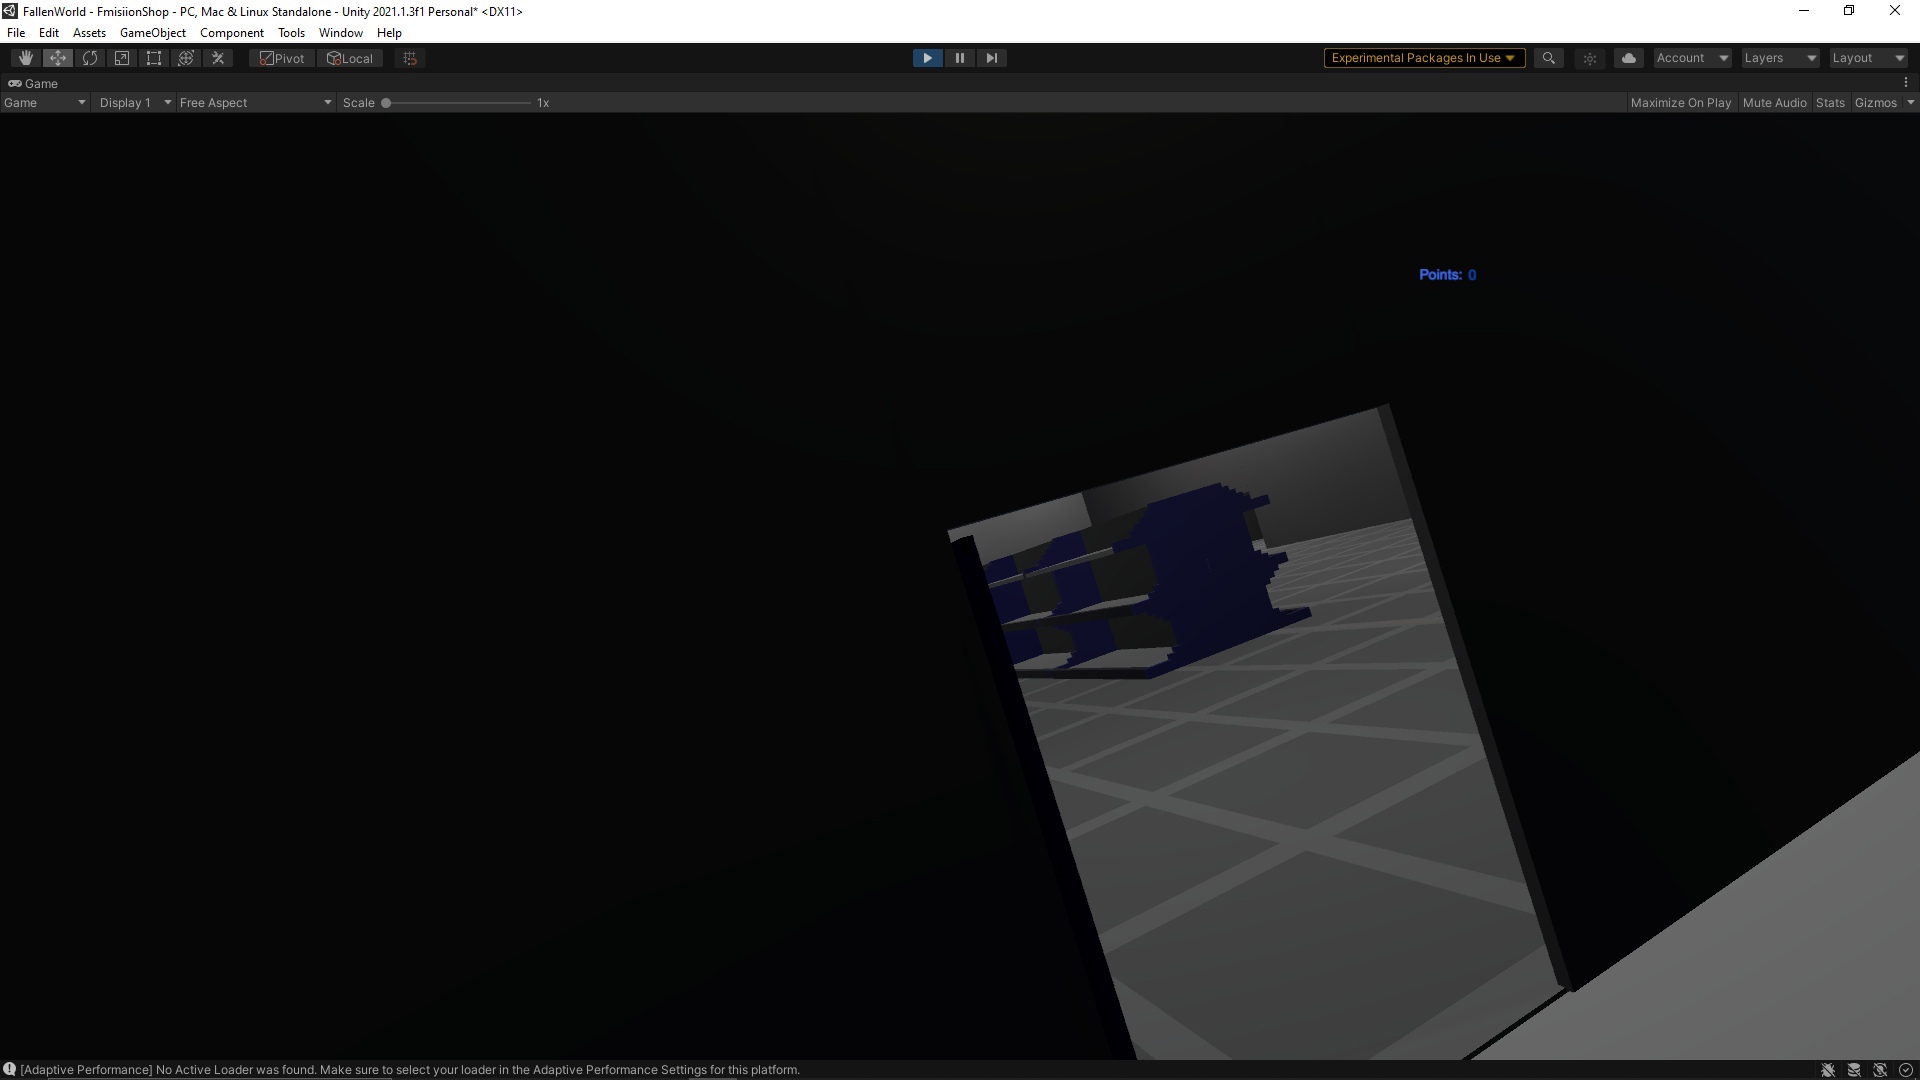 FallenWorld - FmisiionShop - PC, Mac & Linux Standalone - Unity 2021.1.3f1 Personal* <DX11>
File Edit Assets GameObject Component Tools Window Help
Pivot Local Experimental Packages In Use Account Layers Layout
Game
Game Display 1 Free Aspect Scale 1x Maximize On Play Mute Audio Stats Gizmos
Points: 0
[Adaptive Performance] No Active Loader was found. Make sure to select your loader in the Adaptive Performance Settings for this platform.